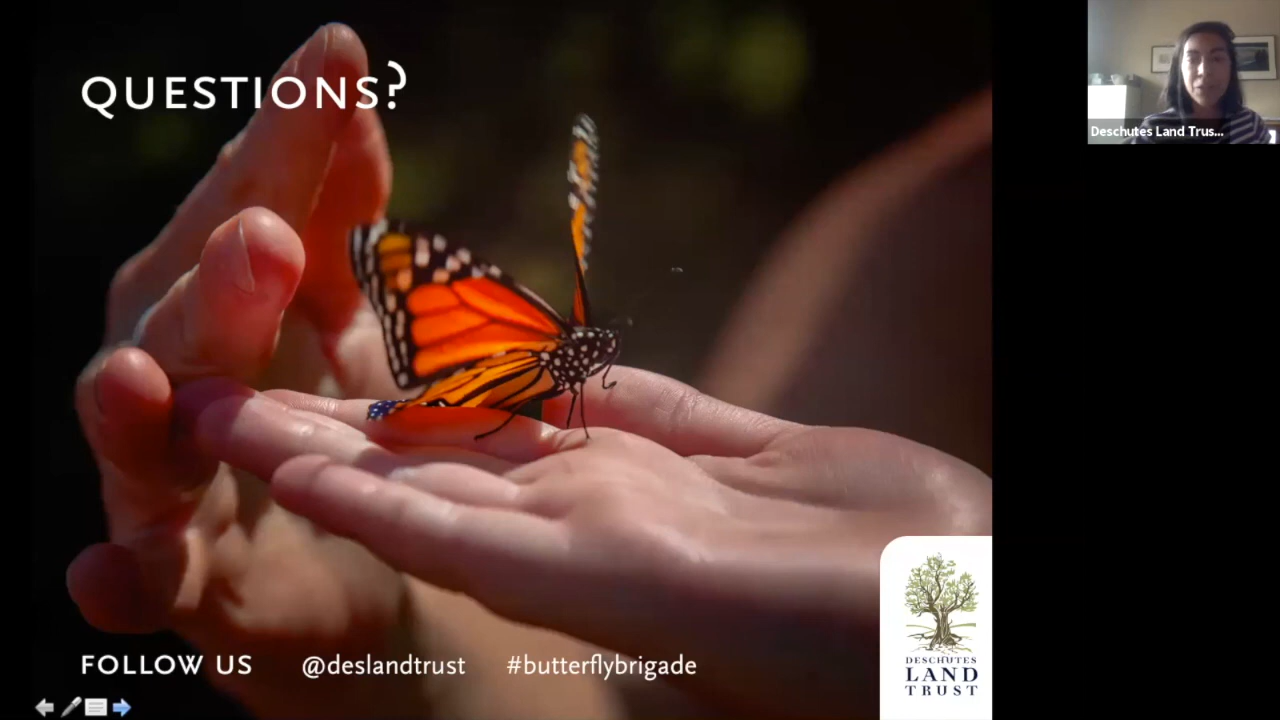 QUESTIONS?
Deschutes Land Trus...
FOLLOW US @deslandtrust #butterflybrigade
DESCHUTES
LAND
TRUST